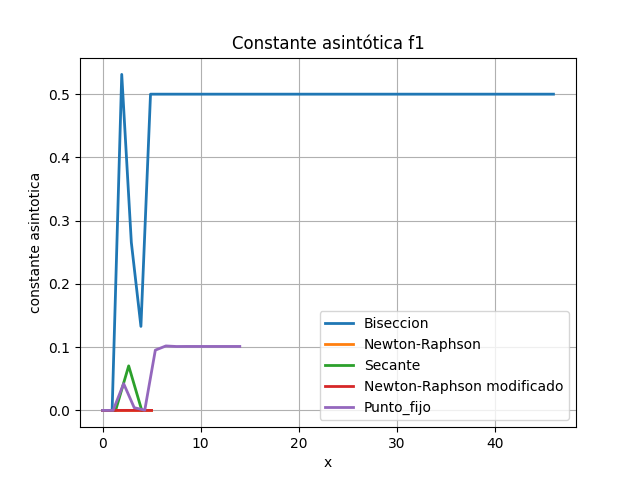 Constante asintótica f1
constante asintotica
0.5
0.4
0.3
0.2
0.1
0.0
0
10
20
30
40
x
Biseccion
Newton-Raphson
Secante
Newton-Raphson modificado
Punto_fijo